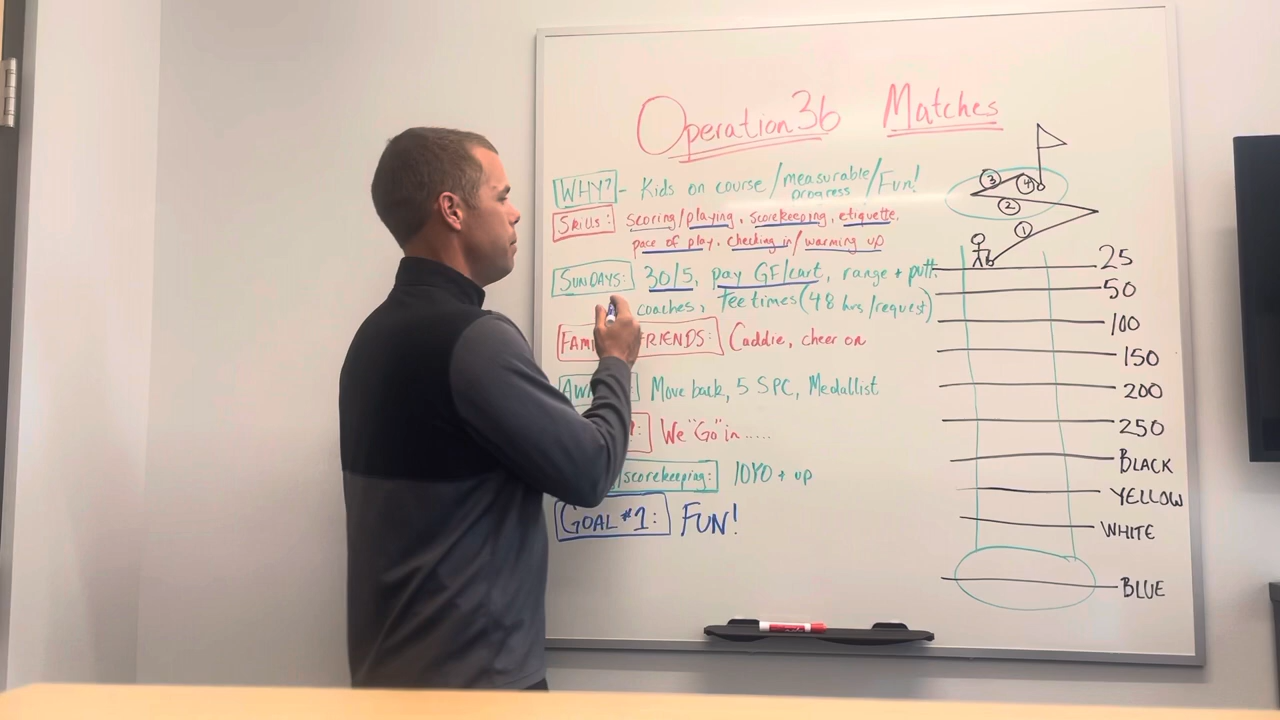 Operation 36 Matches
WHY? - Kids on course/measurable progress/Fun!
Skills: scoring/playing, scorekeeping, etiquette,
pace of play, checking in/warming up
SUNDAYS: 30/5, pay GF/cart, range + putt
coaches, Tee times (48 hrs/request)
FRIENDS: Caddie, cheer on
Move back, 5 SPC, Medallist
?: We "Go" in.....
/scorekeeping: 10YO + up
GOAL #1: FUN!
3 4
2
1
25
50
100
150
200
250
BLACK
YELLOW
WHITE
BLUE